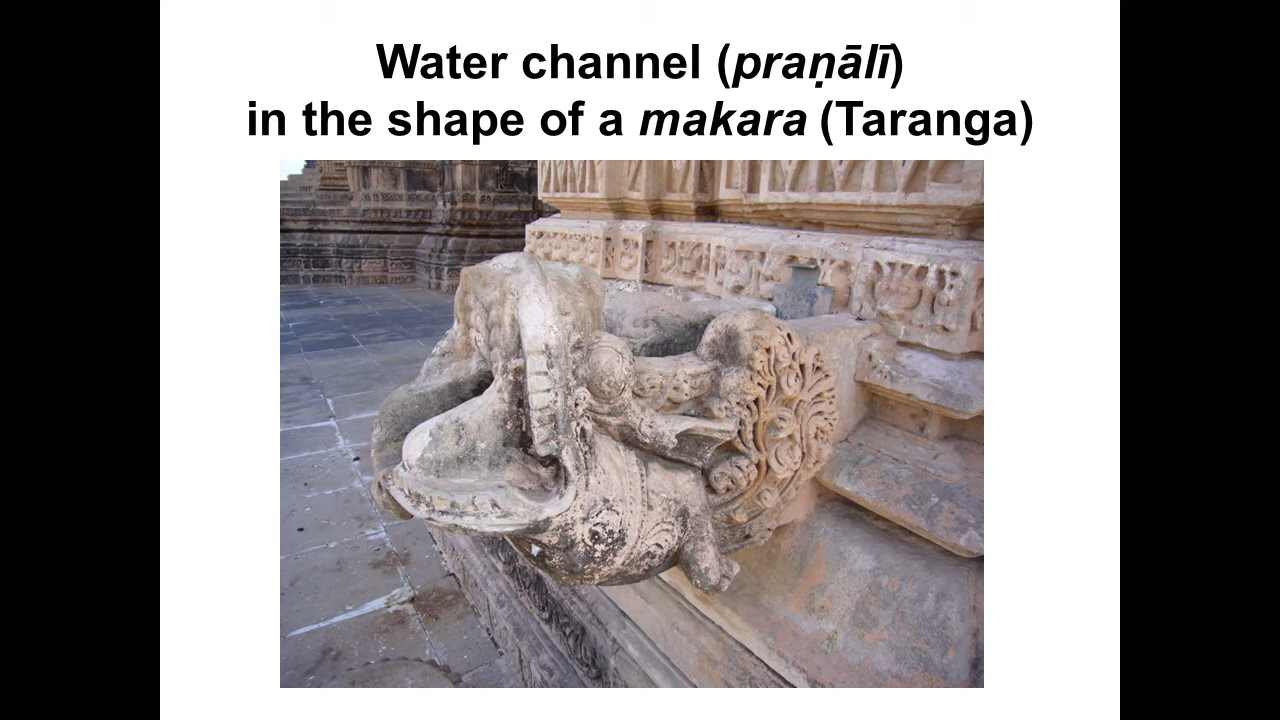 Water channel (praṇālī)
in the shape of a makara (Taranga)